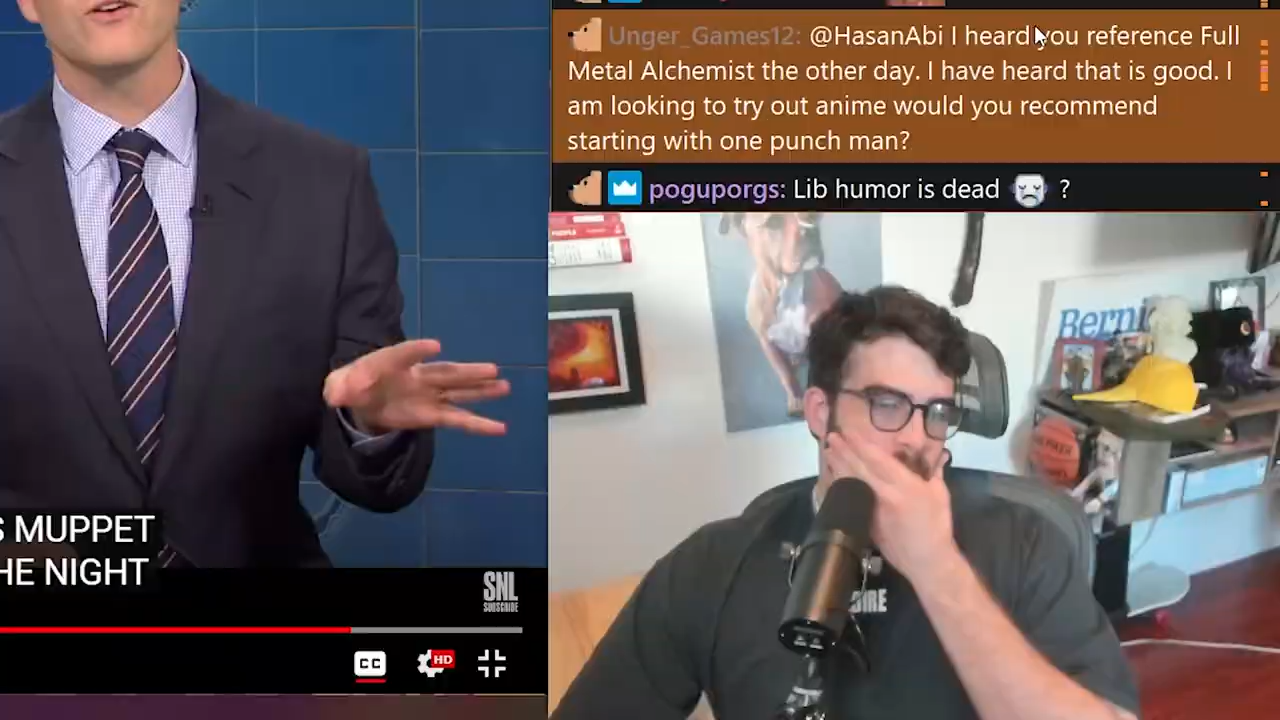 Unger_Games12: @HasanAbi I heard you reference Full
Metal Alchemist the other day. I have heard that is good. I
am looking to try out anime would you recommend
starting with one punch man?
poguporgs: Lib humor is dead ?
Berni
S MUPPET
HE NIGHT
SNL
SUBSCRIBE
CC
HD